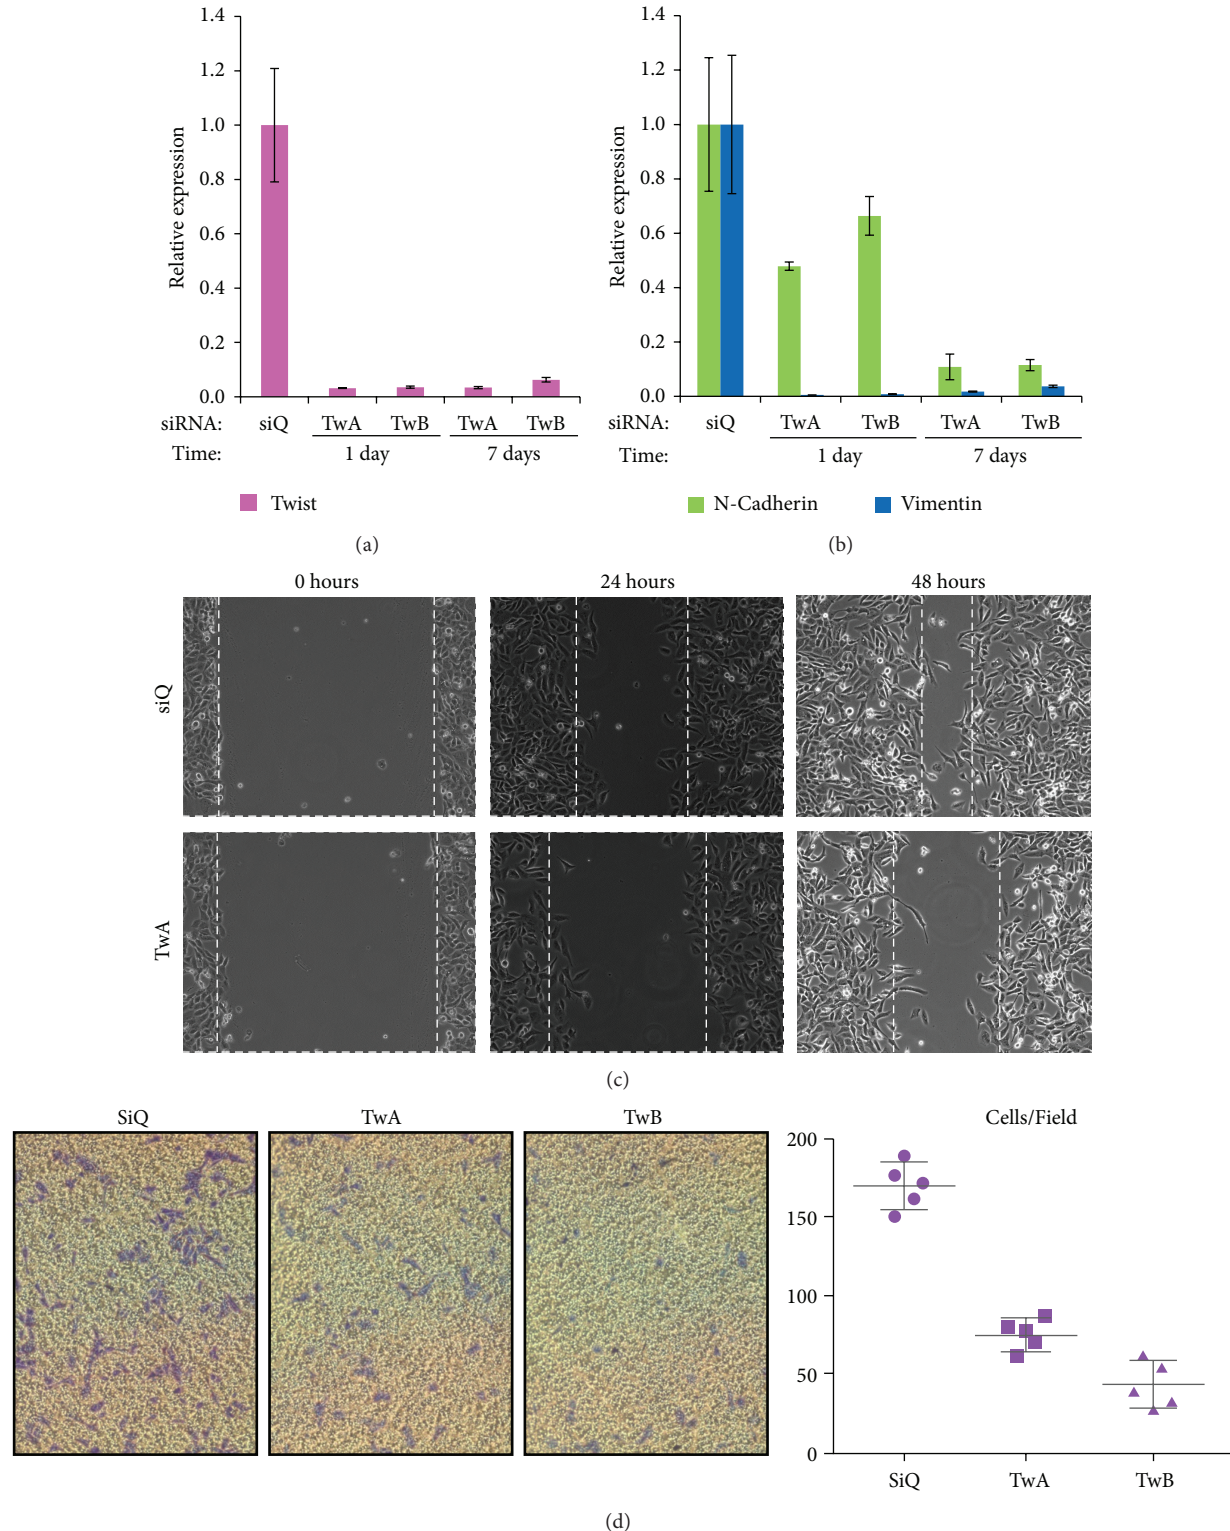 1.4
1.2
1.0
0.8
0.6
0.4
0.2
0.0
Relative expression
siRNA: siQ TwA TwB TwA TwB
Time: 1 day 7 days
Twist
(a)
1.4
1.2
1.0
0.8
0.6
0.4
0.2
0.0
Relative expression
siRNA: siQ TwA TwB TwA TwB
Time: 1 day 7 days
N-Cadherin Vimentin
(b)
0 hours 24 hours 48 hours
siQ
TwA
(c)
SiQ TwA TwB
Cells/Field
200
150
100
50
0
SiQ TwA TwB
(d)